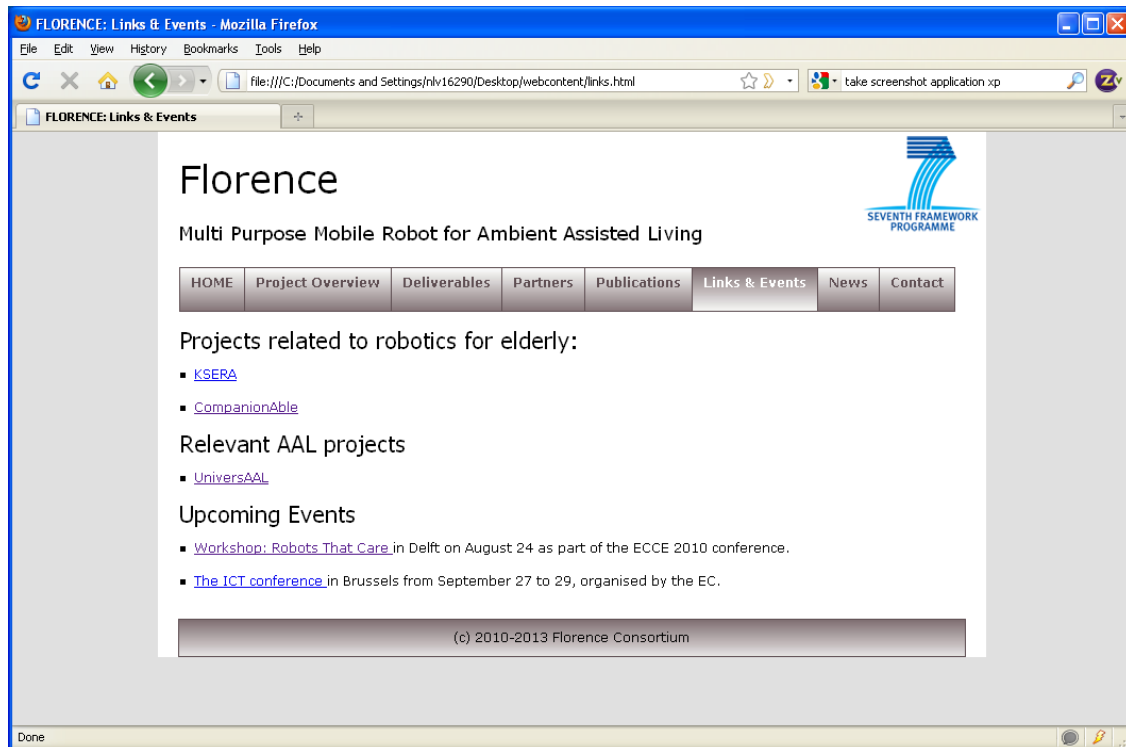 FLORENCE: Links & Events - Mozilla Firefox
File Edit View History Bookmarks Tools Help
file:///C:/Documents and Settings/nlv16290/Desktop/webcontent/links.html take screenshot application xp
FLORENCE: Links & Events
Florence
7
SEVENTH FRAMEWORK
PROGRAMME
Multi Purpose Mobile Robot for Ambient Assisted Living
HOME Project Overview Deliverables Partners Publications Links & Events News Contact
Projects related to robotics for elderly:
KSERA
CompanionAble
Relevant AAL projects
UniversAAL
Upcoming Events
Workshop: Robots That Care in Delft on August 24 as part of the ECCE 2010 conference.
The ICT conference in Brussels from September 27 to 29, organised by the EC.
(c) 2010-2013 Florence Consortium
Done